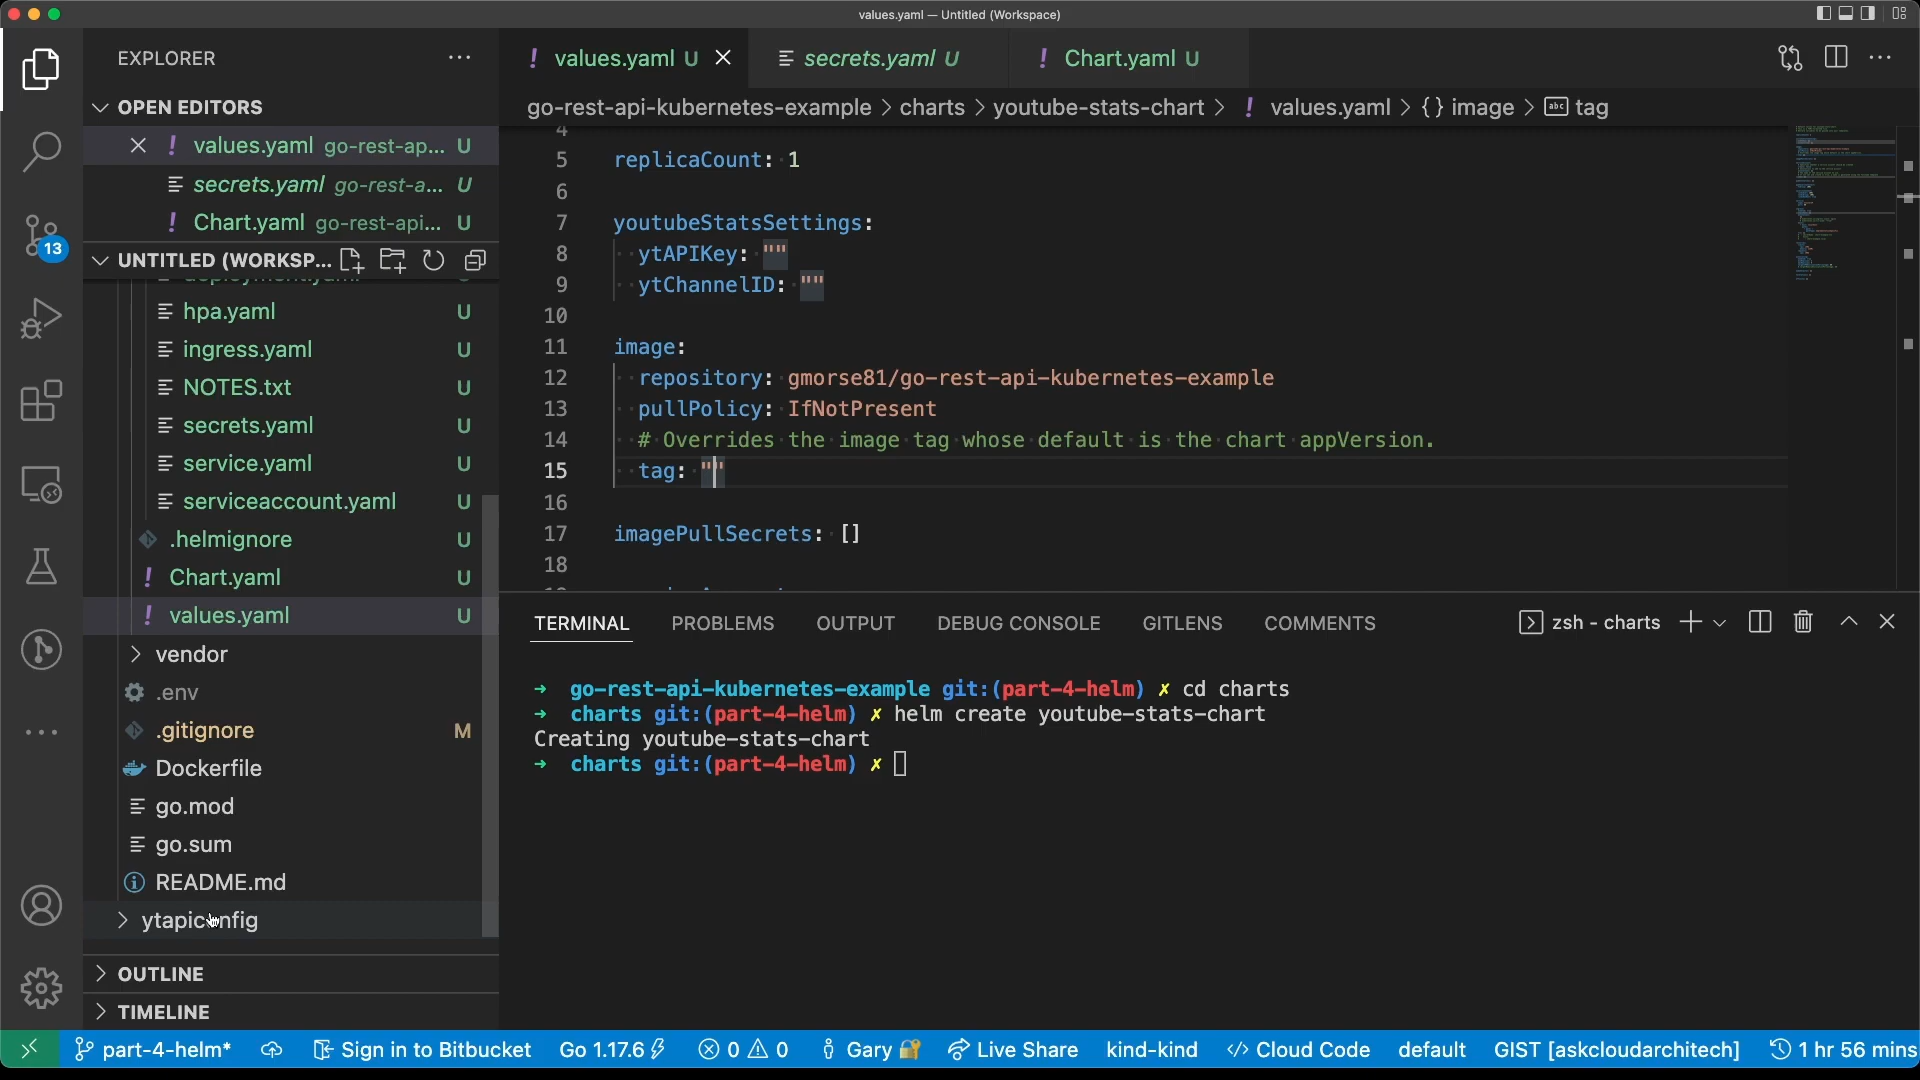 values.yaml — Untitled (Workspace)
EXPLORER
OPEN EDITORS
values.yaml go-rest-ap... U
secrets.yaml go-rest-a... U
Chart.yaml go-rest-api... U
UNTITLED (WORKSP...
deployment.yaml
hpa.yaml U
ingress.yaml U
NOTES.txt U
secrets.yaml U
service.yaml U
serviceaccount.yaml U
.helmignore U
! Chart.yaml U
! values.yaml U
vendor
.env
.gitignore M
Dockerfile
go.mod
go.sum
README.md
ytapiconfig
OUTLINE
TIMELINE
13
! values.yaml U
secrets.yaml U
! Chart.yaml U
go-rest-api-kubernetes-example > charts > youtube-stats-chart > ! values.yaml > {} image > abc tag
4
5 replicaCount: 1
6
7 youtubeStatsSettings:
8 ytAPIKey: ""
9 ytChannelID: ""
10
11 image:
12 repository: gmorse81/go-rest-api-kubernetes-example
13 pullPolicy: IfNotPresent
14 # Overrides the image tag whose default is the chart appVersion.
15 tag: ""
16
17 imagePullSecrets: []
18
TERMINAL PROBLEMS OUTPUT DEBUG CONSOLE GITLENS COMMENTS zsh - charts
→ go-rest-api-kubernetes-example git:(part-4-helm) ✗ cd charts
→ charts git:(part-4-helm) ✗ helm create youtube-stats-chart
Creating youtube-stats-chart
→ charts git:(part-4-helm) ✗
part-4-helm* Sign in to Bitbucket Go 1.17.6 0 0 Gary Live Share kind-kind Cloud Code default GIST [askcloudarchitech] 1 hr 56 mins